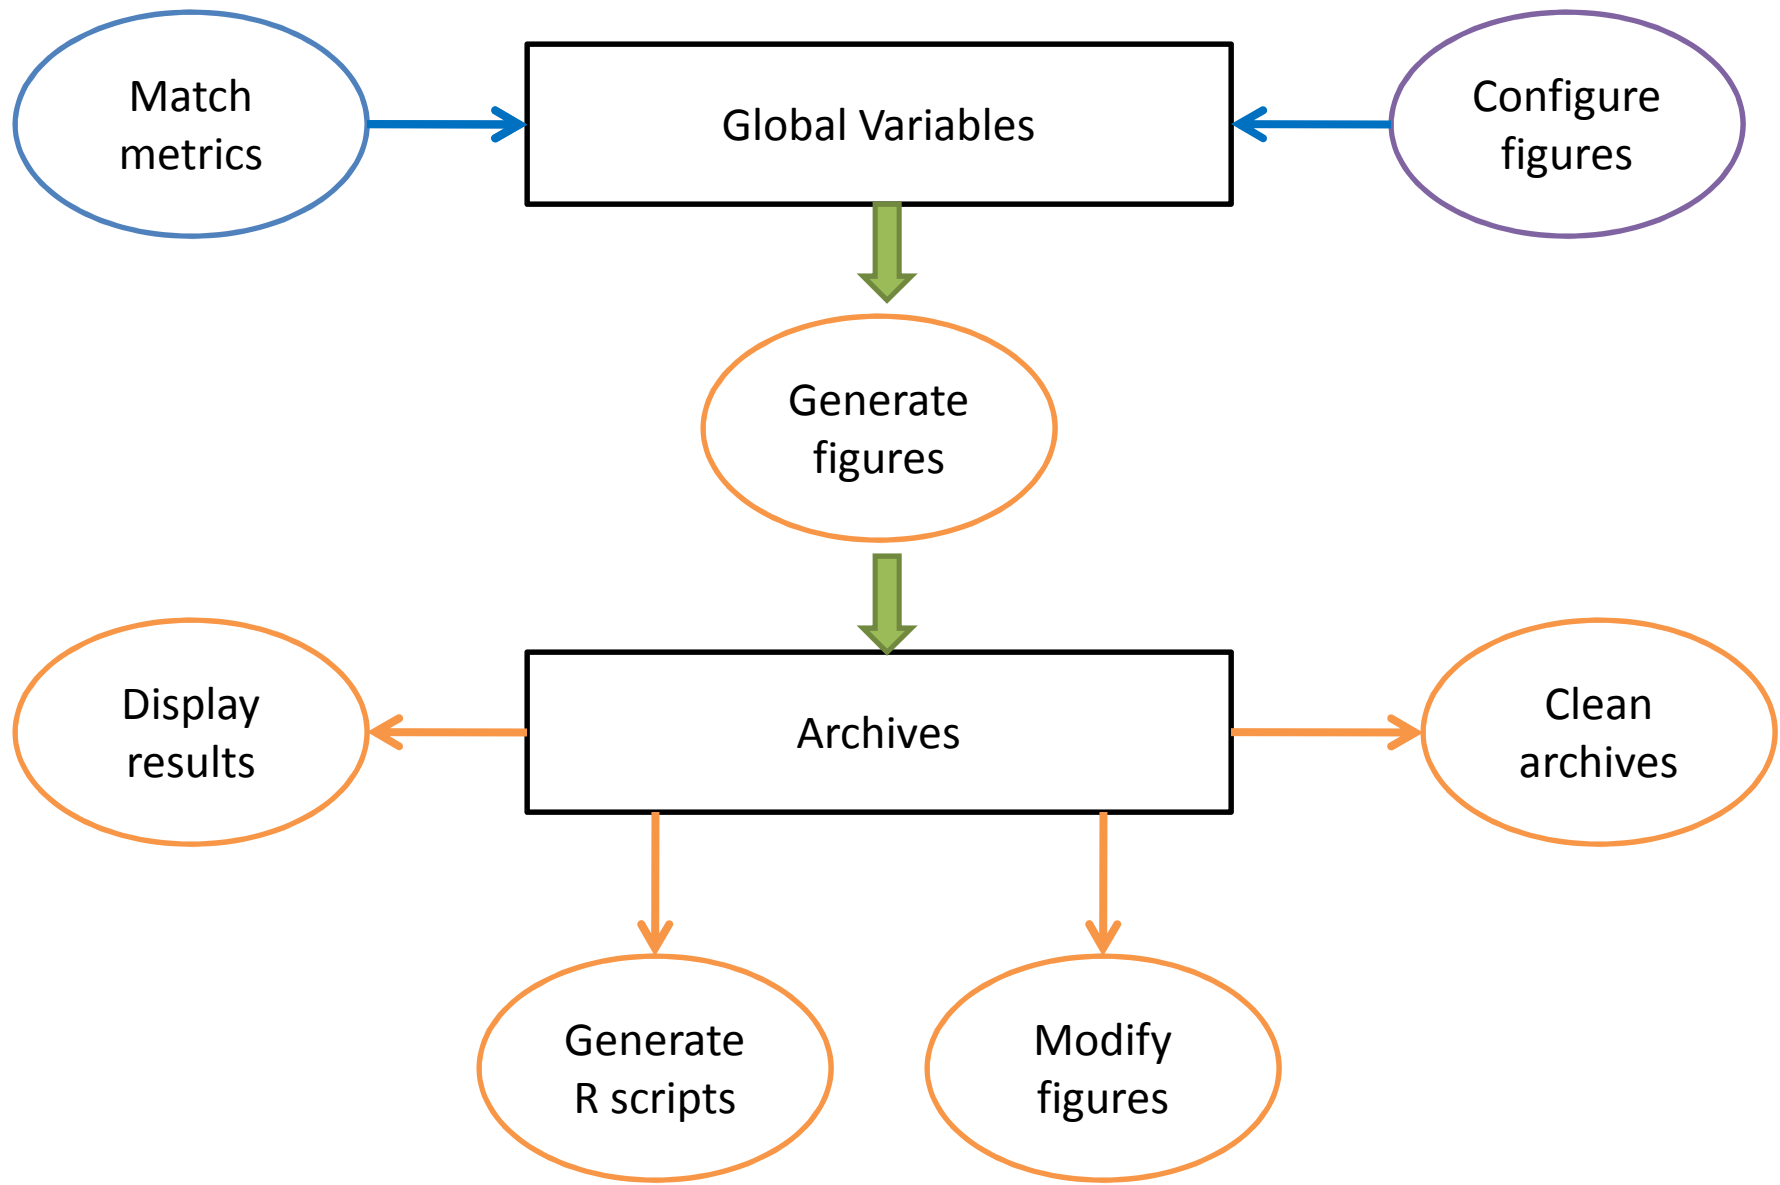 Match
metrics
Global Variables
Configure
figures
Generate
figures
Display
results
Archives
Clean
archives
Generate
R scripts
Modify
figures